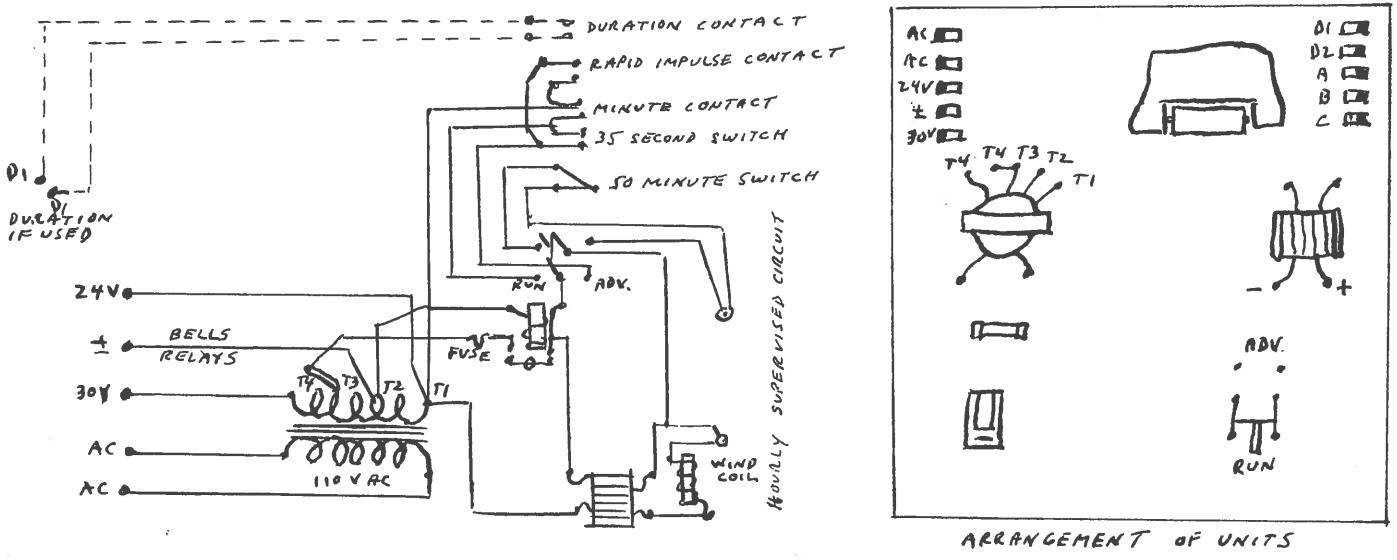 DURATION CONTACT
RAPID IMPULSE CONTACT
MINUTE CONTACT
35 SECOND SWITCH
50 MINUTE SWITCH
D1
D1
DURATION
IF USED
RUN
ADV.
24V
±
BELLS
RELAYS
FUSE
30V
T4
T3
T2
T1
AC
AC
110 V AC
WIND
COIL
HOURLY SUPERVISED CIRCUIT
AC
AC
24V
±
30V
D1
D2
A
B
C
T4
T4
T3
T2
T1
-
+
ADV.
RUN
ARRANGEMENT OF UNITS